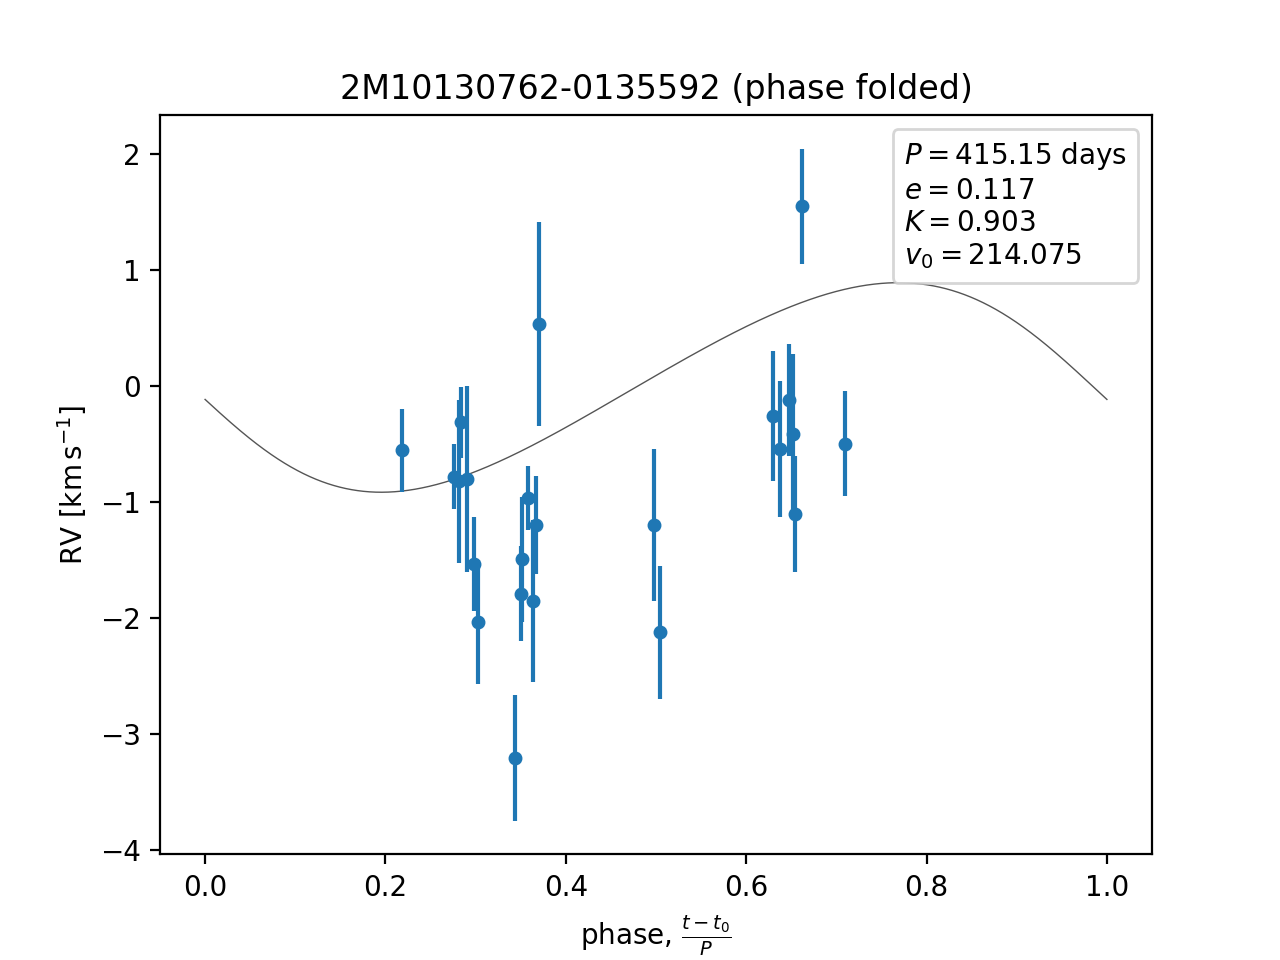 2M10130762-0135592 (phase folded)
P = 415.15 days
e = 0.117
K = 0.903
v₀ = 214.075
2
1
0
−1
−2
−3
−4
RV [km s⁻¹]
0.0 0.2 0.4 0.6 0.8 1.0
phase, (t − t₀)/P